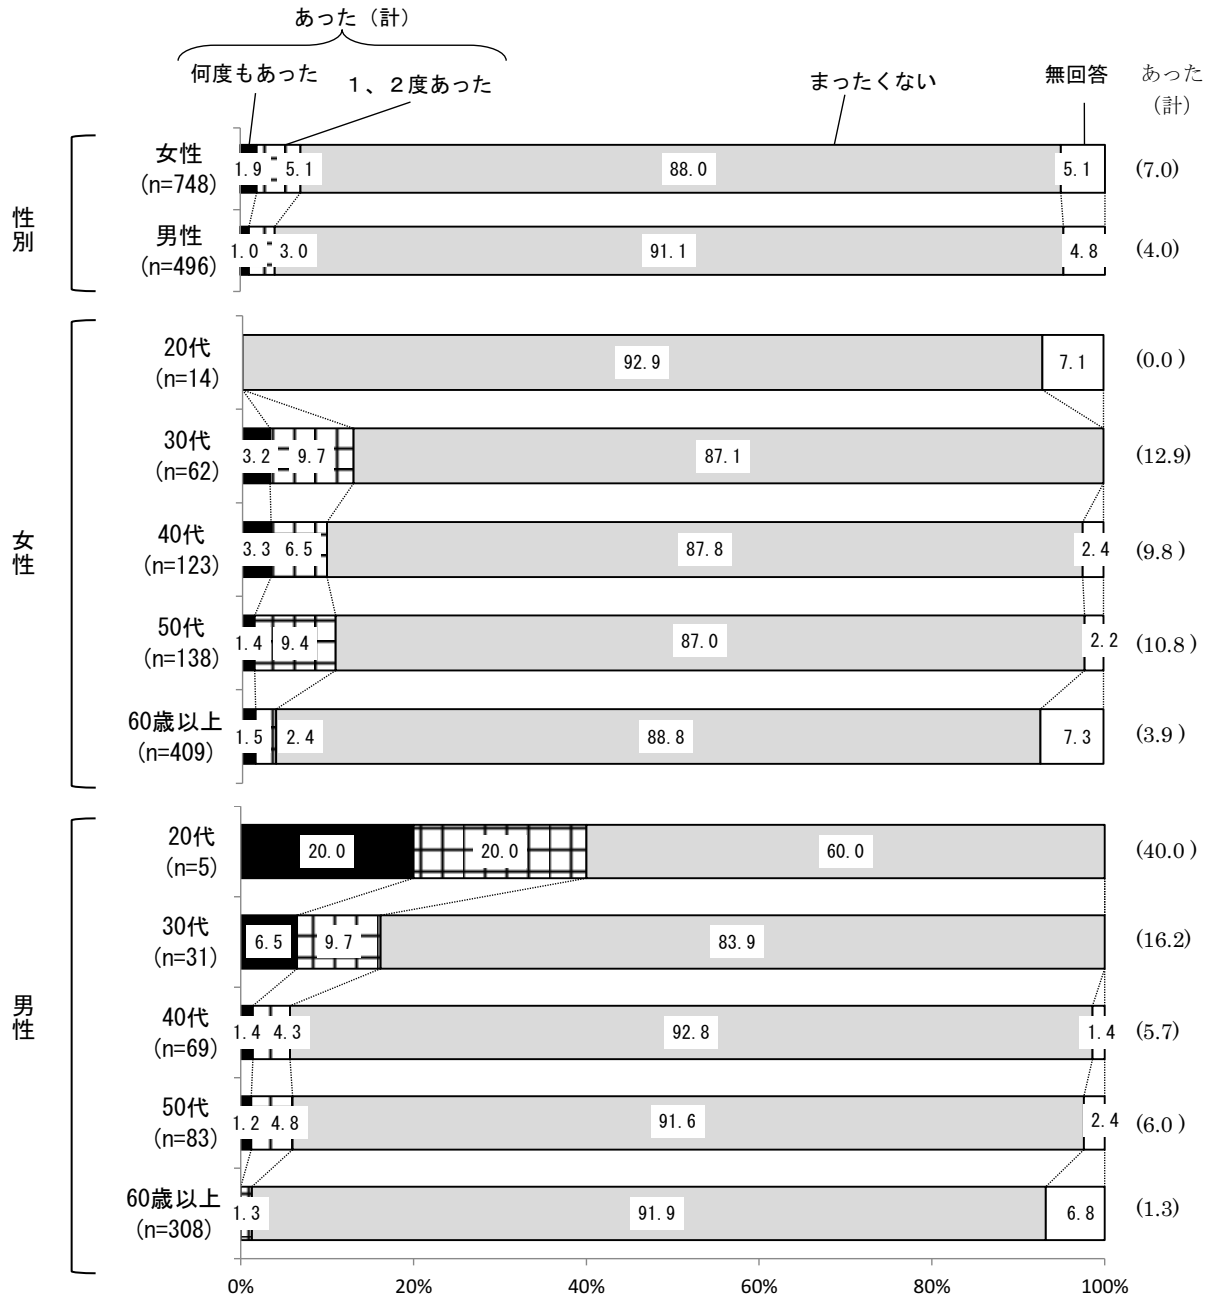 あった（計）
何度もあった
１、２度あった
まったくない
無回答
あった
（計）
性別
女性
(n=748)
1.9
5.1
88.0
5.1
(7.0)
男性
(n=496)
1.0
3.0
91.1
4.8
(4.0)
女性
20代
(n=14)
92.9
7.1
(0.0 )
30代
(n=62)
3.2
9.7
87.1
(12.9)
40代
(n=123)
3.3
6.5
87.8
2.4
(9.8 )
50代
(n=138)
1.4
9.4
87.0
2.2
(10.8 )
60歳以上
(n=409)
1.5
2.4
88.8
7.3
(3.9 )
男性
20代
(n=5)
20.0
20.0
60.0
(40.0 )
30代
(n=31)
6.5
9.7
83.9
(16.2)
40代
(n=69)
1.4
4.3
92.8
1.4
(5.7)
50代
(n=83)
1.2
4.8
91.6
2.4
(6.0 )
60歳以上
(n=308)
1.3
91.9
6.8
(1.3)
0%
20%
40%
60%
80%
100%